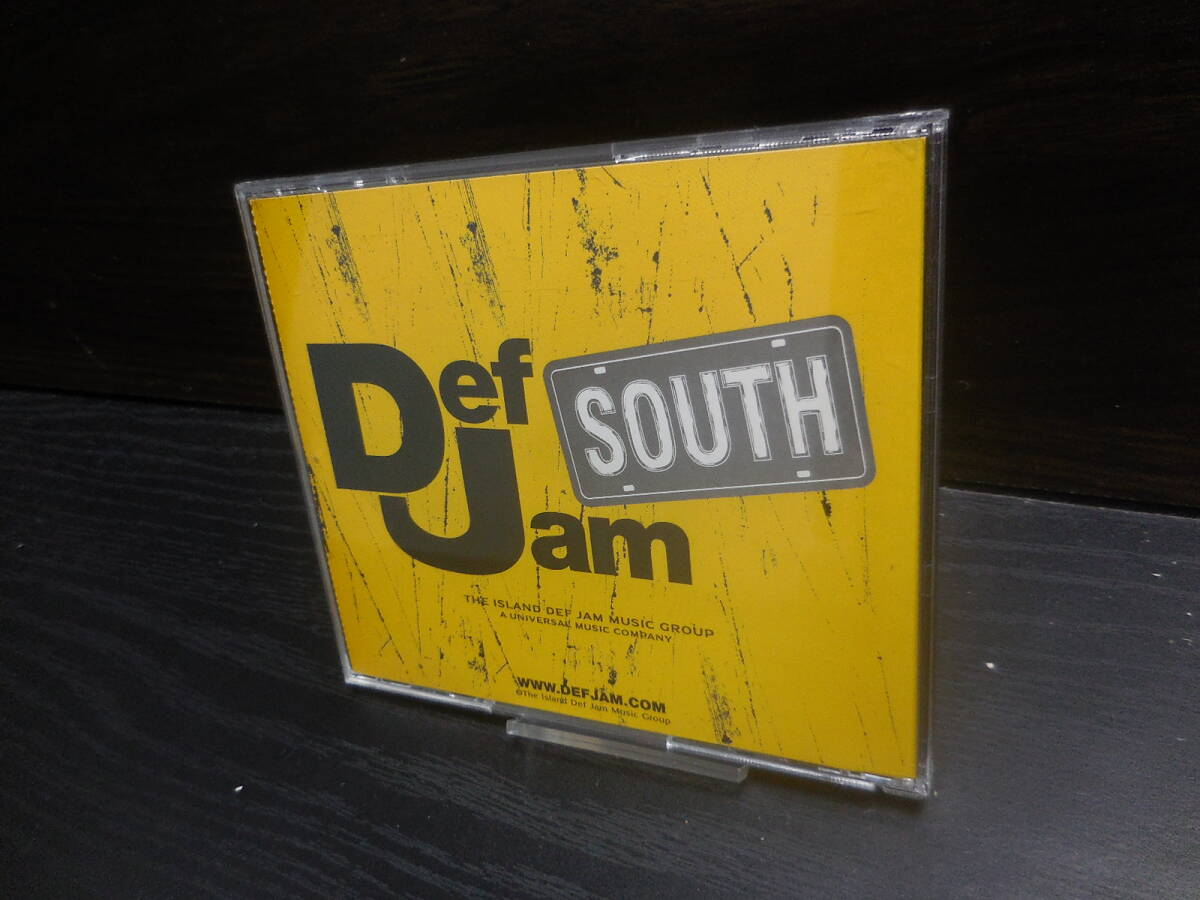 Def Jam
SOUTH
THE ISLAND DEF JAM MUSIC GROUP
A UNIVERSAL MUSIC COMPANY
WWW.DEFJAM.COM
©The Island Def Jam Music Group